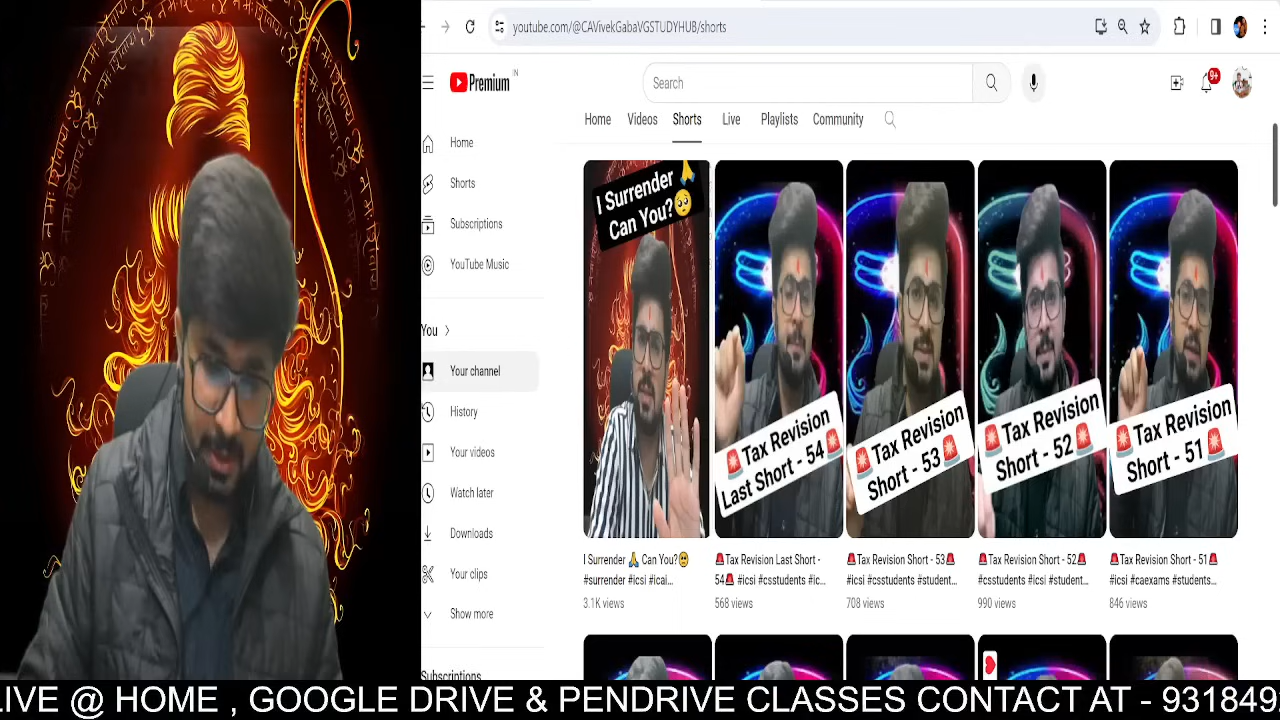 youtube.com/@CAVivekGabaVGSTUDYHUB/shorts
Premium IN
Search
9+
Home
Videos
Shorts
Live
Playlists
Community
Home
Shorts
Subscriptions
YouTube Music
You
Your channel
History
Your videos
Watch later
Downloads
Your clips
Show more
Subscriptions
I Surrender 🙏
Can You?🥺
🚨Tax Revision
Last Short - 54🚨
🚨Tax Revision
Short - 53🚨
🚨Tax Revision
Short - 52🚨
🚨Tax Revision
Short - 51🚨
I Surrender 🙏 Can You?🥺
#surrender #icsi #icai...
3.1K views
🚨Tax Revision Last Short -
54🚨 #icsi #csstudents #ic...
568 views
🚨Tax Revision Short - 53🚨
#icsi #csstudents #student...
708 views
🚨Tax Revision Short - 52🚨
#csstudents #icsi #student...
990 views
🚨Tax Revision Short - 51🚨
#icsi #caexams #students...
846 views
LIVE @ HOME , GOOGLE DRIVE & PENDRIVE CLASSES CONTACT AT - 931849